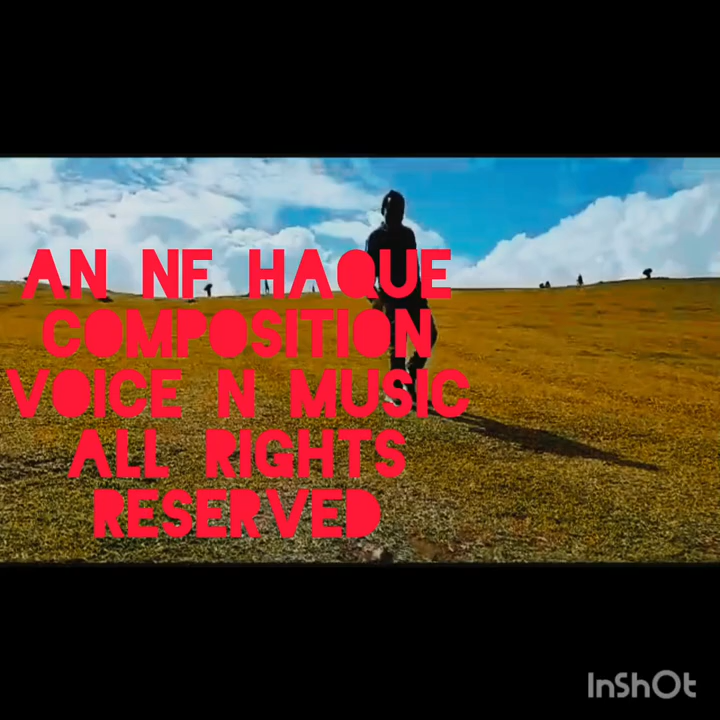 AN NF HAQUE
COMPOSITION
VOICE N MUSIC
ALL RIGHTS
RESERVED
InShOt